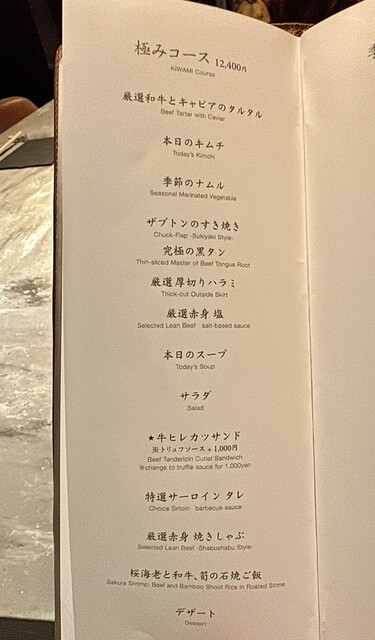 極みコース 12,400円
KIWAMI Course
厳選和牛とキャビアのタルタル
Beef Tartar with Caviar
本日のキムチ
Today's Kimchi
季節のナムル
Seasonal Marinated Vegetable
ザブトンのすき焼き
Chuck-Flap -Sukiyaki Style-
究極の黒タン
Thin-sliced Master of Beef Tongue Root
厳選厚切りハラミ
Thick-cut Outside Skirt
厳選赤身 塩
Selected Lean Beef salt-based sauce
本日のスープ
Today's Soup
サラダ
Salad
★牛ヒレカツサンド
※トリュフソース + 1,000円
Beef Tenderloin Cutlet Sandwich
※change to truffle sauce for 1,000yen
特選サーロイン タレ
Choice Sirloin barbecue sauce
厳選赤身 焼きしゃぶ
Selected Lean Beef -Shabushabu Style-
桜海老と和牛、筍の石焼ご飯
Sakura Shrimp, Beef and Bamboo Shoot Rice in Roasted Stone
デザート
Dessert